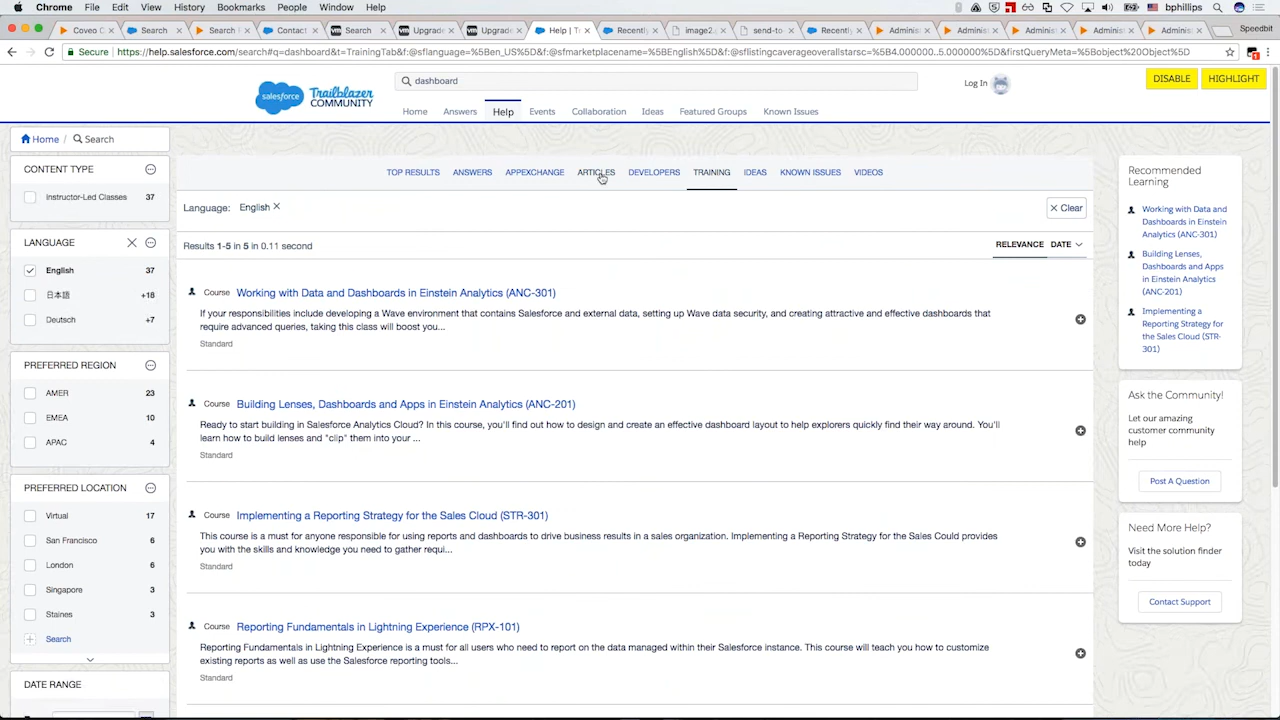 Chrome File Edit View History Bookmarks People Window Help bphillips
Coveo C Search Search Contact Search Upgrade Upgrade Help | Tr Recently image2. send-to- Recently Adminis Adminis Adminis Adminis Adminis Speedbit
Secure https://help.salesforce.com/search#q=dashboard&t=TrainingTab&f:@sflanguage=%5Ben_US%5D&f:@sfmarketplacename=%5BEnglish%5D&f:@sflistingcaverageoverallstarsc=%5B4.000000..5.000000%5D&firstQueryMeta=%5Bobject%20Object%5D
salesforce Trailblazer COMMUNITY
dashboard
Log In
DISABLE HIGHLIGHT
Home Answers Help Events Collaboration Ideas Featured Groups Known Issues
Home / Search
CONTENT TYPE
Instructor-Led Classes 37
LANGUAGE
English 37
日本語 +18
Deutsch +7
PREFERRED REGION
AMER 23
EMEA 10
APAC 4
PREFERRED LOCATION
Virtual 17
San Francisco 6
London 6
Singapore 3
Staines 3
Search
DATE RANGE
TOP RESULTS ANSWERS APPEXCHANGE ARTICLES DEVELOPERS TRAINING IDEAS KNOWN ISSUES VIDEOS
Language: English
Clear
Results 1-5 in 5 in 0.11 second
RELEVANCE DATE
Course Working with Data and Dashboards in Einstein Analytics (ANC-301)
If your responsibilities include developing a Wave environment that contains Salesforce and external data, setting up Wave data security, and creating attractive and effective dashboards that
require advanced queries, taking this class will boost you...
Standard
Course Building Lenses, Dashboards and Apps in Einstein Analytics (ANC-201)
Ready to start building in Salesforce Analytics Cloud? In this course, you'll find out how to design and create an effective dashboard layout to help explorers quickly find their way around. You'll
learn how to build lenses and "clip" them into your ...
Standard
Course Implementing a Reporting Strategy for the Sales Cloud (STR-301)
This course is a must for anyone responsible for using reports and dashboards to drive business results in a sales organization. Implementing a Reporting Strategy for the Sales Could provides
you with the skills and knowledge you need to gather requi...
Standard
Course Reporting Fundamentals in Lightning Experience (RPX-101)
Reporting Fundamentals in Lightning Experience is a must for all users who need to report on the data managed within their Salesforce instance. This course will teach you how to customize
existing reports as well as use the Salesforce reporting tools...
Standard
Recommended
Learning
Working with Data and
Dashboards in Einstein
Analytics (ANC-301)
Building Lenses,
Dashboards and Apps
in Einstein Analytics
(ANC-201)
Implementing a
Reporting Strategy for
the Sales Cloud (STR-
301)
Ask the Community!
Let our amazing
customer community
help
Post A Question
Need More Help?
Visit the solution finder
today
Contact Support